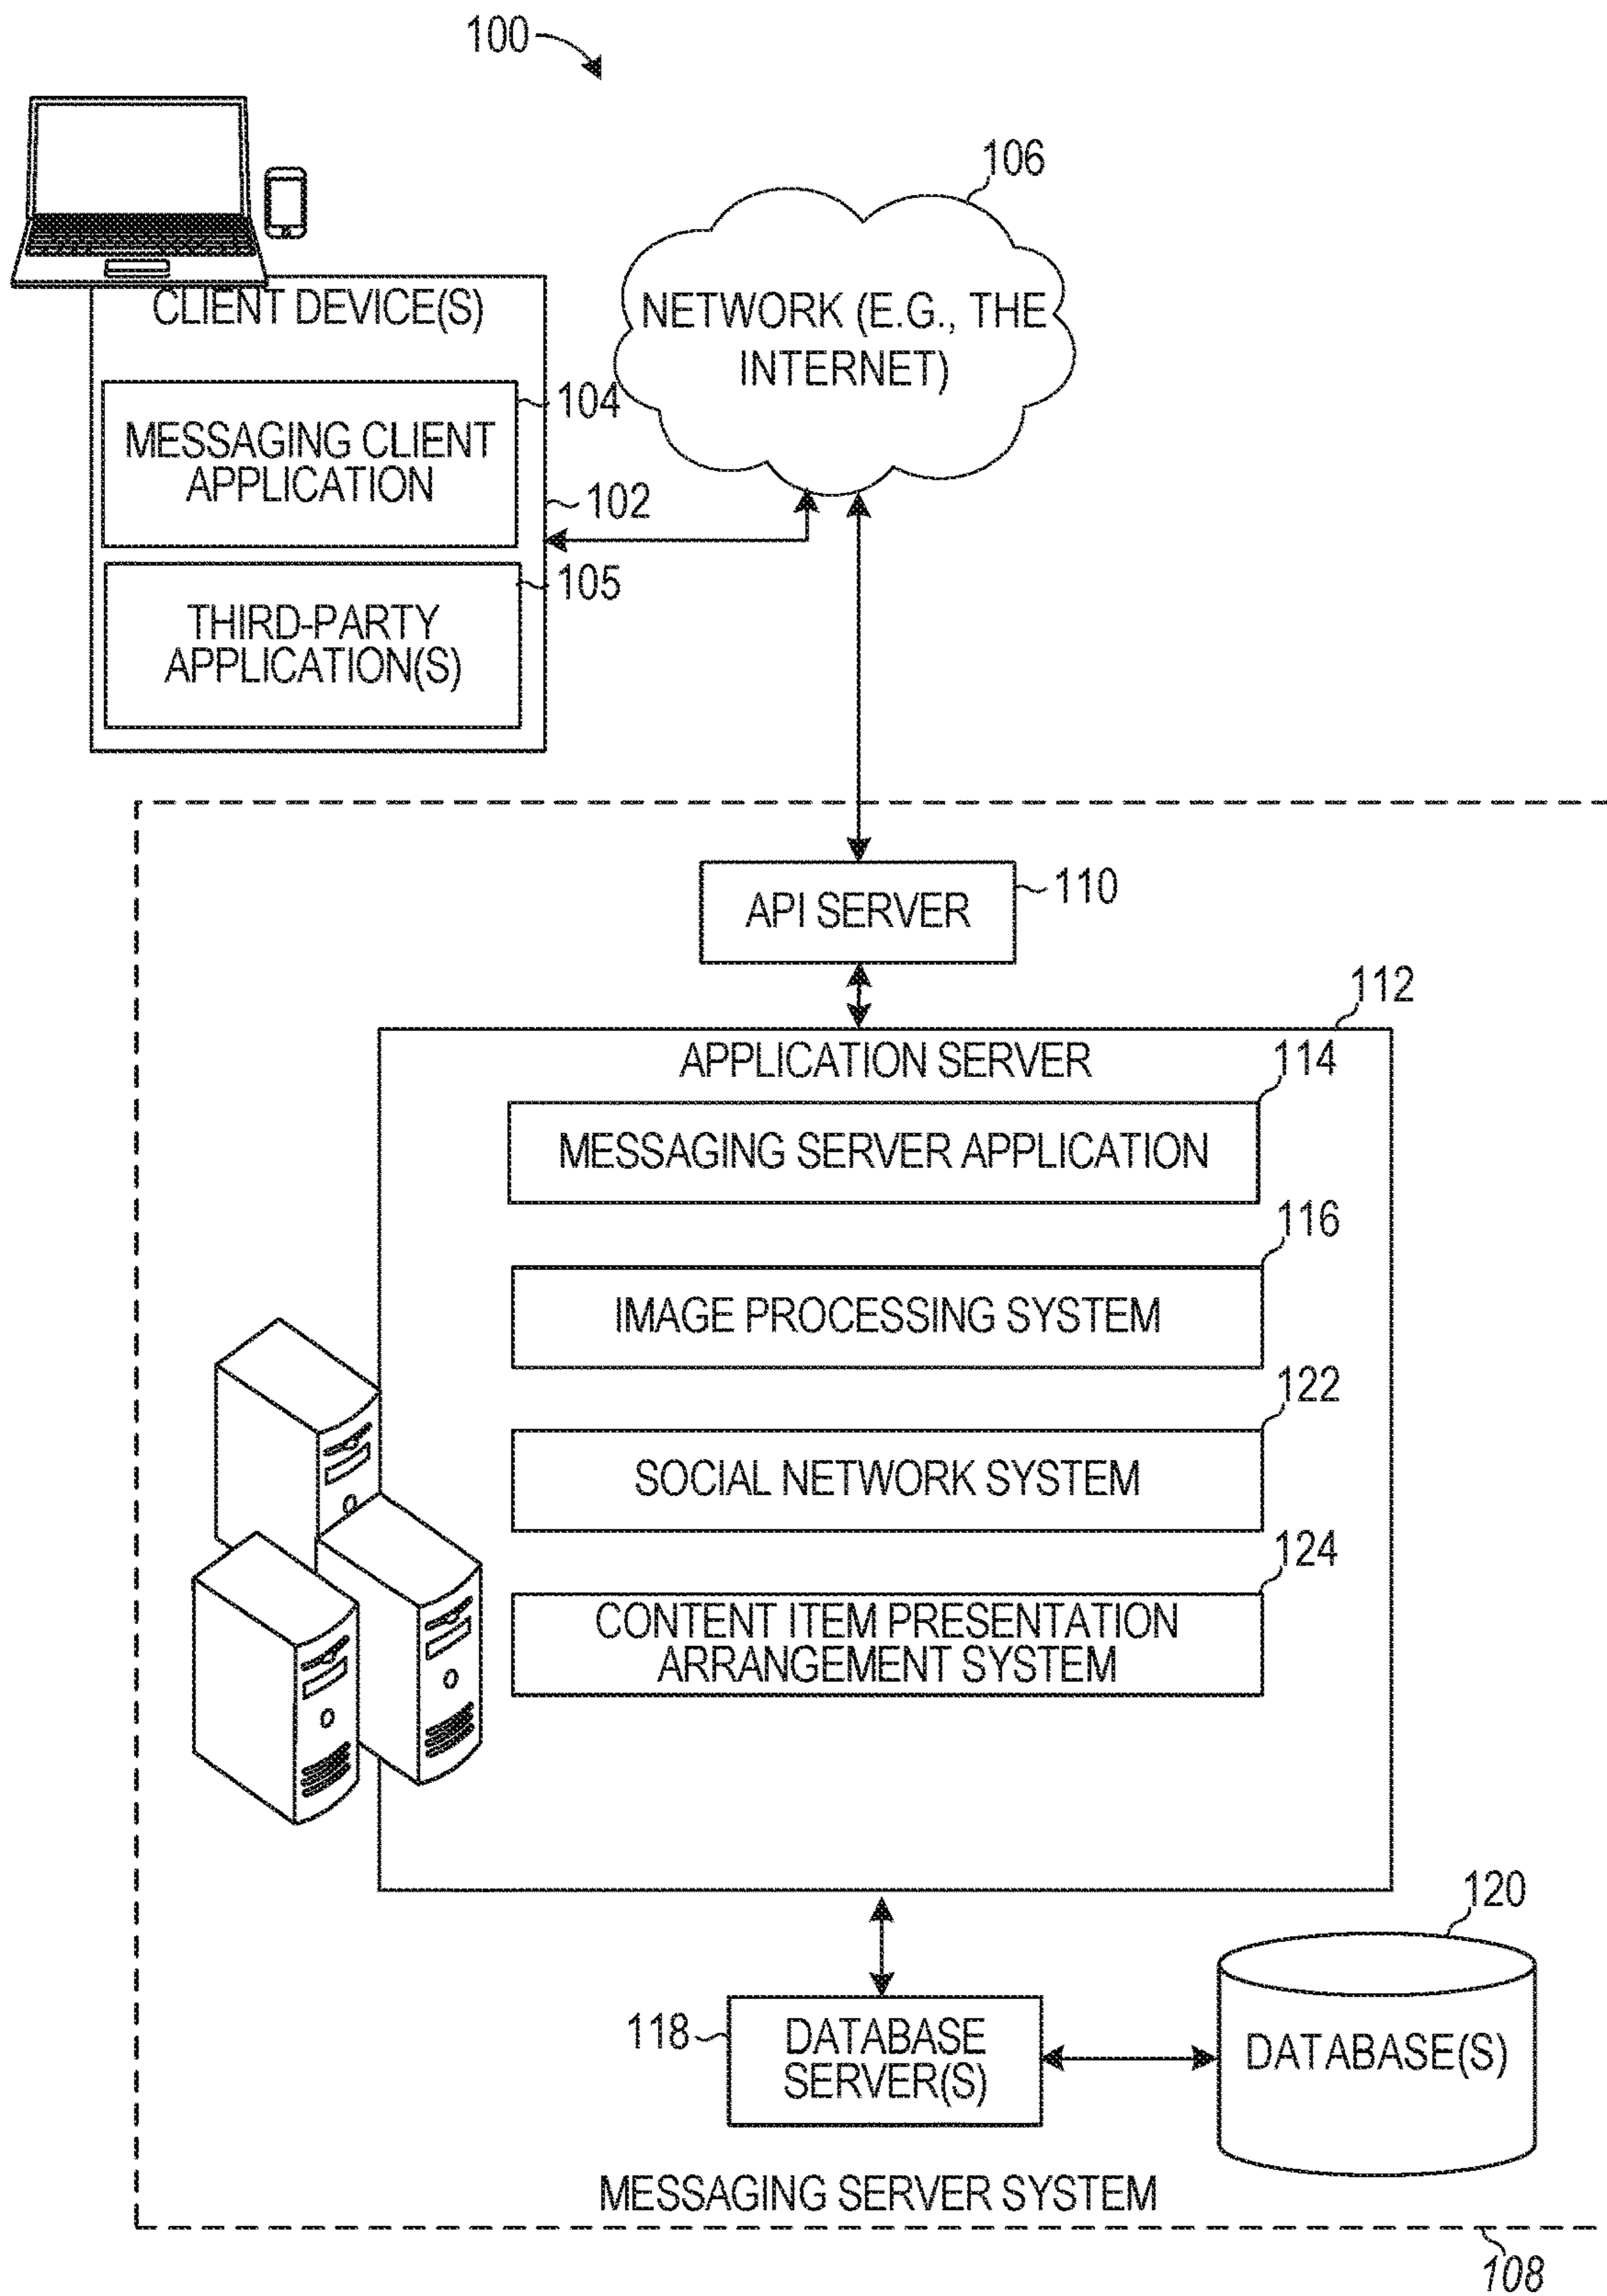 100
106
CLIENT DEVICE(S)
NETWORK (E.G., THE
INTERNET)
104
MESSAGING CLIENT
APPLICATION
102
105
THIRD-PARTY
APPLICATION(S)
API SERVER
110
112
APPLICATION SERVER
114
MESSAGING SERVER APPLICATION
116
IMAGE PROCESSING SYSTEM
122
SOCIAL NETWORK SYSTEM
124
CONTENT ITEM PRESENTATION
ARRANGEMENT SYSTEM
120
118
DATABASE
SERVER(S)
DATABASE(S)
MESSAGING SERVER SYSTEM
108